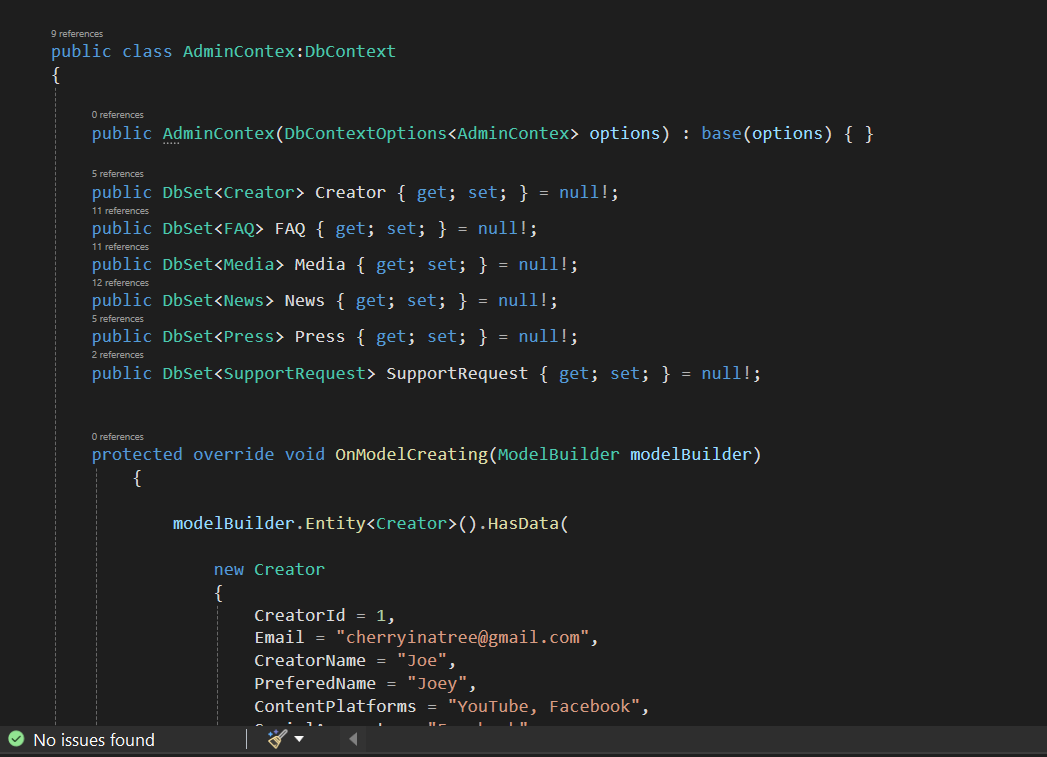 9 references
public class AdminContex:DbContext
{
0 references
public AdminContex(DbContextOptions<AdminContex> options) : base(options) { }
5 references
public DbSet<Creator> Creator { get; set; } = null!;
11 references
public DbSet<FAQ> FAQ { get; set; } = null!;
11 references
public DbSet<Media> Media { get; set; } = null!;
12 references
public DbSet<News> News { get; set; } = null!;
5 references
public DbSet<Press> Press { get; set; } = null!;
2 references
public DbSet<SupportRequest> SupportRequest { get; set; } = null!;
0 references
protected override void OnModelCreating(ModelBuilder modelBuilder)
{
modelBuilder.Entity<Creator>().HasData(
new Creator
{
CreatorId = 1,
Email = "cherryinatree@gmail.com",
CreatorName = "Joe",
PreferedName = "Joey",
ContentPlatforms = "YouTube, Facebook",
No issues found